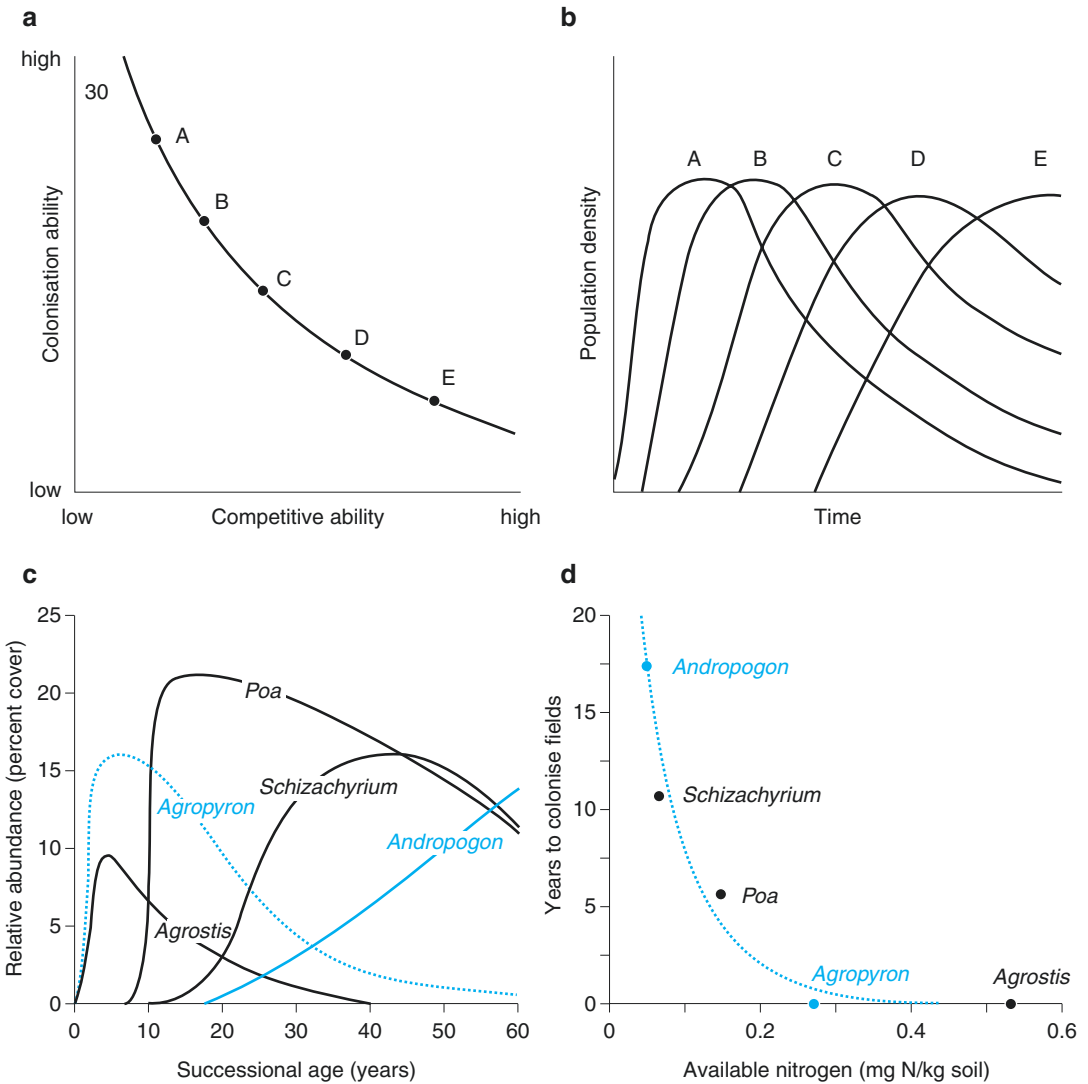 a
high
30
A
B
C
D
E
Colonisation ability
low
low
Competitive ability
high
b
A
B
C
D
E
Population density
Time
c
25
20
15
10
5
0
Relative abundance (percent cover)
Poa
Schizachyrium
Agropyron
Andropogon
Agrostis
0
10
20
30
40
50
60
Successional age (years)
d
20
15
10
5
0
Years to colonise fields
Andropogon
Schizachyrium
Poa
Agropyron
Agrostis
0
0.2
0.4
0.6
Available nitrogen (mg N/kg soil)